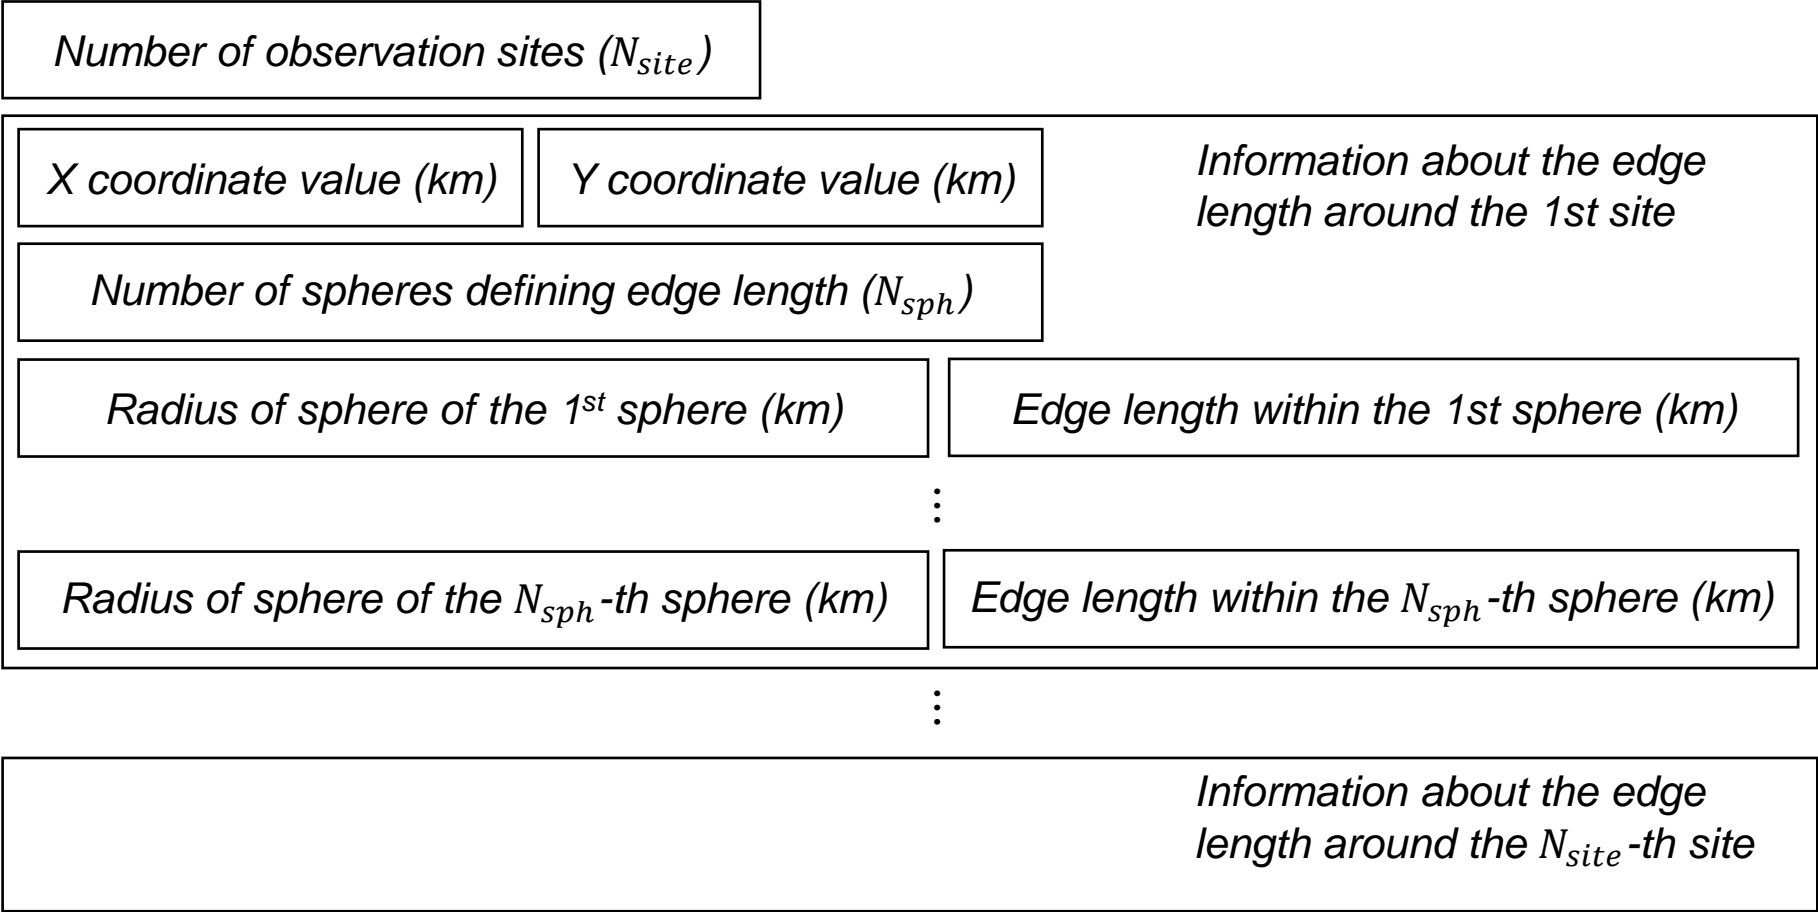 Number of observation sites (N_site)
X coordinate value (km) Y coordinate value (km)
Information about the edge
length around the 1st site
Number of spheres defining edge length (N_sph)
Radius of sphere of the 1st sphere (km) Edge length within the 1st sphere (km)
⋮
Radius of sphere of the N_sph-th sphere (km) Edge length within the N_sph-th sphere (km)
⋮
Information about the edge
length around the N_site-th site